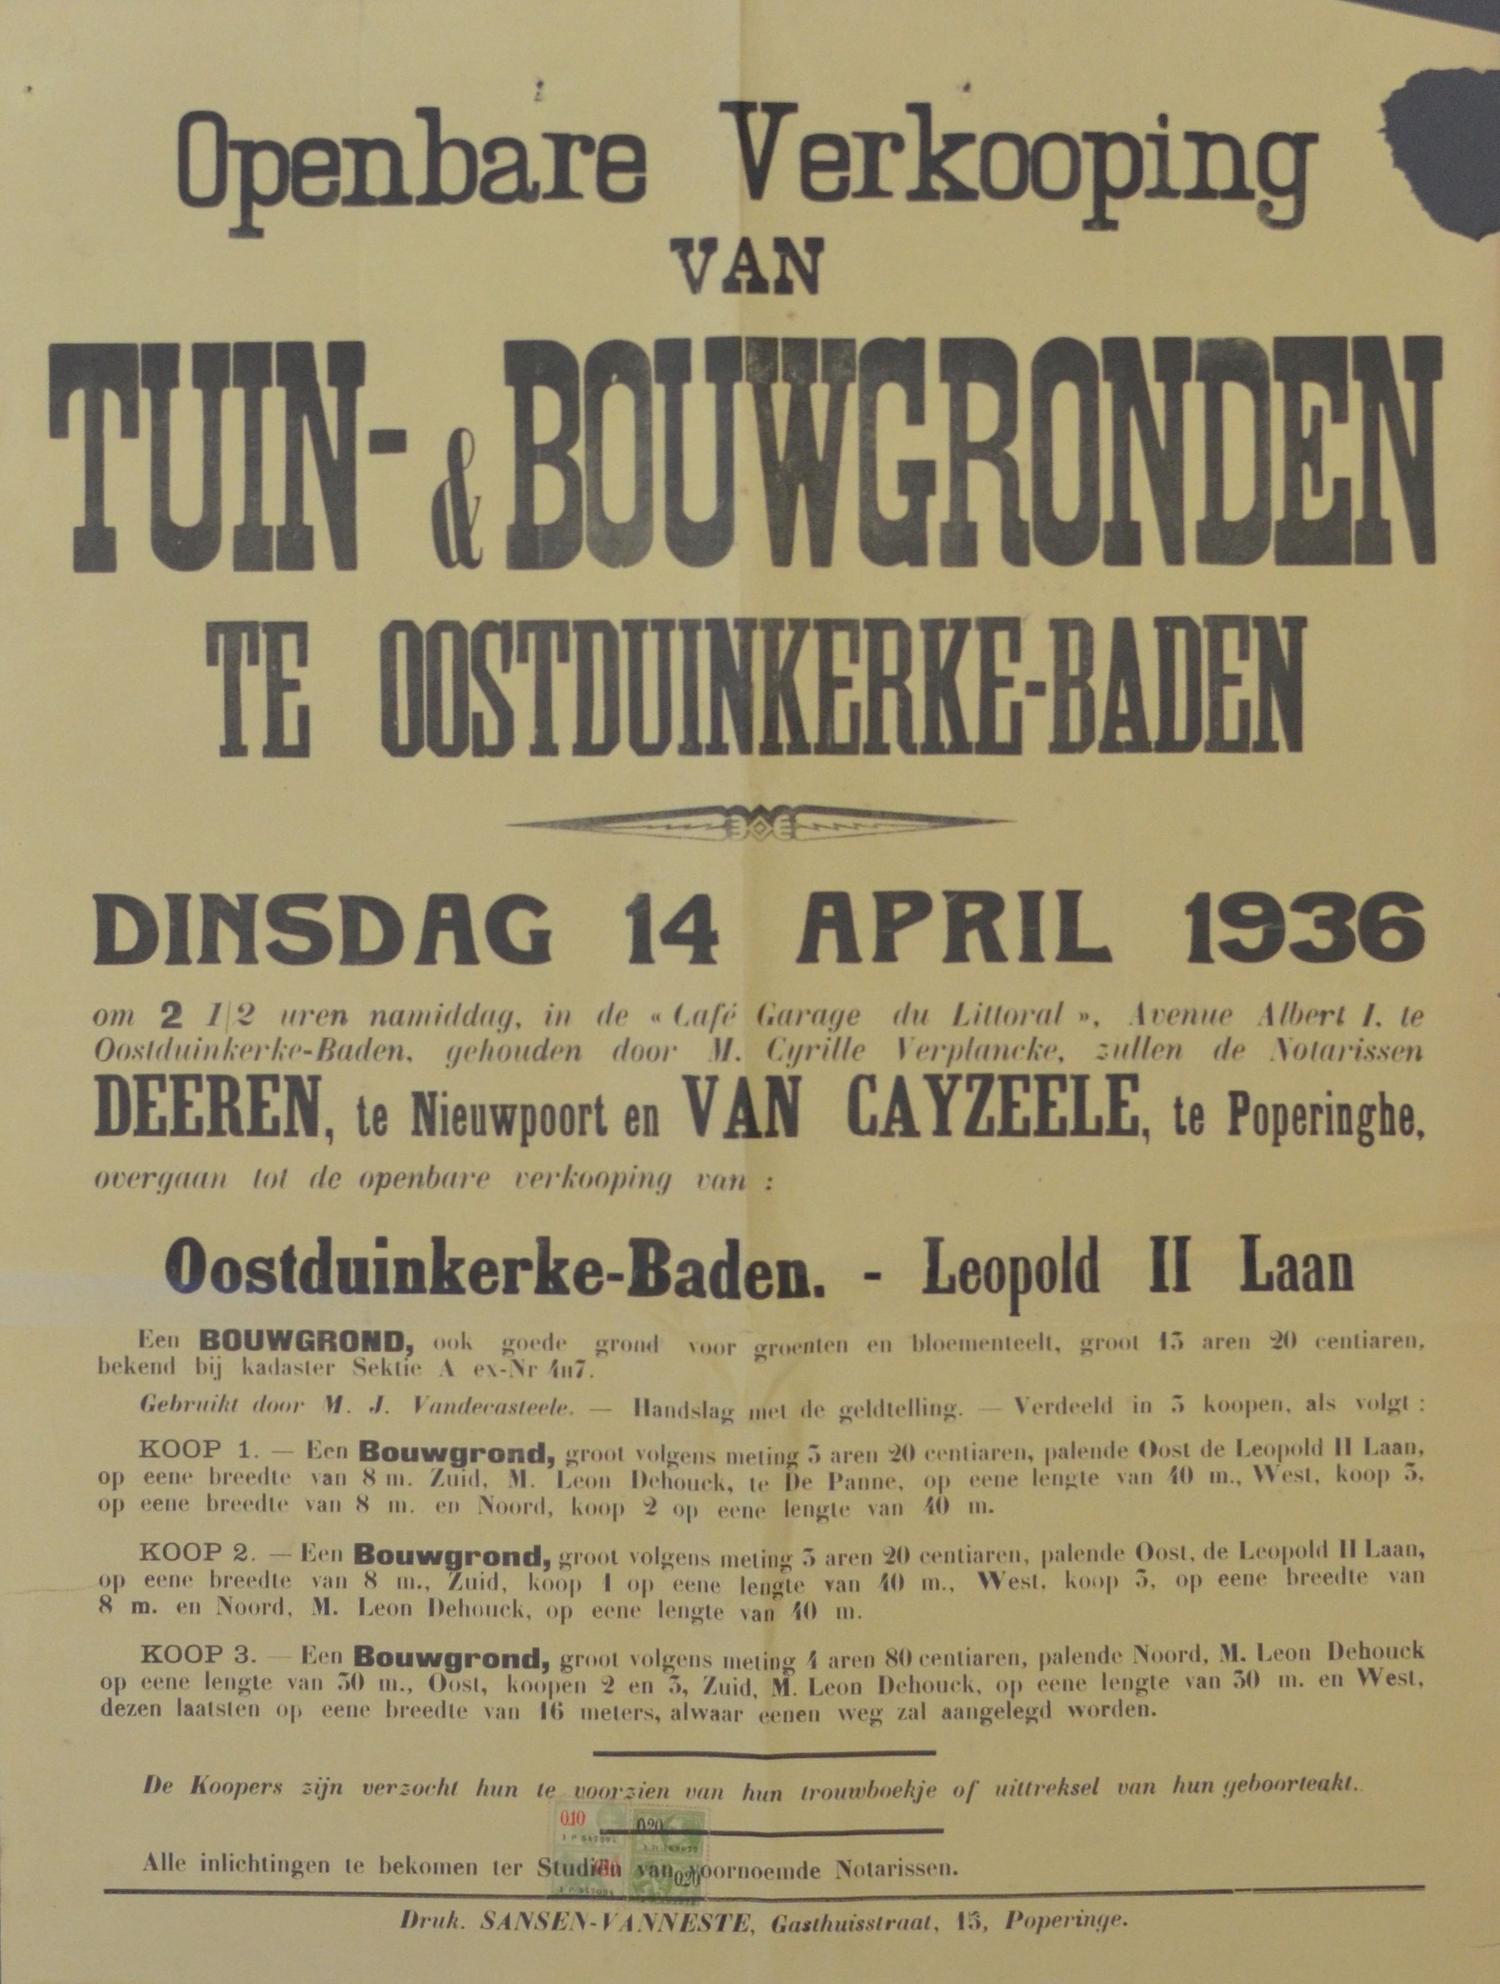 Openbare Verkooping
VAN
TUIN- & BOUWGRONDEN
TE OOSTDUINKERKE-BADEN
DINSDAG 14 APRIL 1936
om 2 1/2 uren namiddag, in de « Café Garage du Littoral », Avenue Albert I, te
Oostduinkerke-Baden, gehouden door M. Cyrille Verplancke, zullen de Notarissen
DEEREN, te Nieuwpoort en VAN CAYZEELE, te Poperinghe,
overgaan tot de openbare verkooping van :
Oostduinkerke-Baden. - Leopold II Laan
Een BOUWGROND, ook goede grond voor groenten en bloementeelt, groot 13 aren 20 centiaren,
bekend bij kadaster Sektie A ex-Nr
Gebruikt door M. J. Vandecasteele. — Handslag met de geldtelling. — Verdeeld in 3 koopen, als volgt :
KOOP 1. — Een Bouwgrond, groot volgens meting 3 aren 20 centiaren, palende Oost de Leopold II Laan,
op eene breedte van 8 m. Zuid, M. Leon Dehouck, te De Panne, op eene lengte van 40 m., West, koop 3,
op eene breedte van 8 m. en Noord, koop 2 op eene lengte van 40 m.
KOOP 2. — Een Bouwgrond, groot volgens meting 3 aren 20 centiaren, palende Oost, de Leopold II Laan,
op eene breedte van 8 m., Zuid, koop 1 op eene lengte van 40 m., West, koop 3, op eene breedte van
8 m. en Noord, M. Leon Dehouck, op eene lengte van 40 m.
KOOP 3. — Een Bouwgrond, groot volgens meting 4 aren 80 centiaren, palende Noord, M. Leon Dehouck
op eene lengte van 30 m., Oost, koopen 2 en 3, Zuid, M. Leon Dehouck, op eene lengte van 30 m. en West,
dezen laatsten op eene breedte van 16 meters, alwaar eenen weg zal aangelegd worden.
De Koopers zijn verzocht hun te voorzien van hun trouwboekje of uittreksel van hun geboorteakt.
0.10 0.20
Alle inlichtingen te bekomen ter Studiën van voornoemde Notarissen.
0.20
Druk. SANSEN-VANNESTE, Gasthuisstraat, 15, Poperinge.